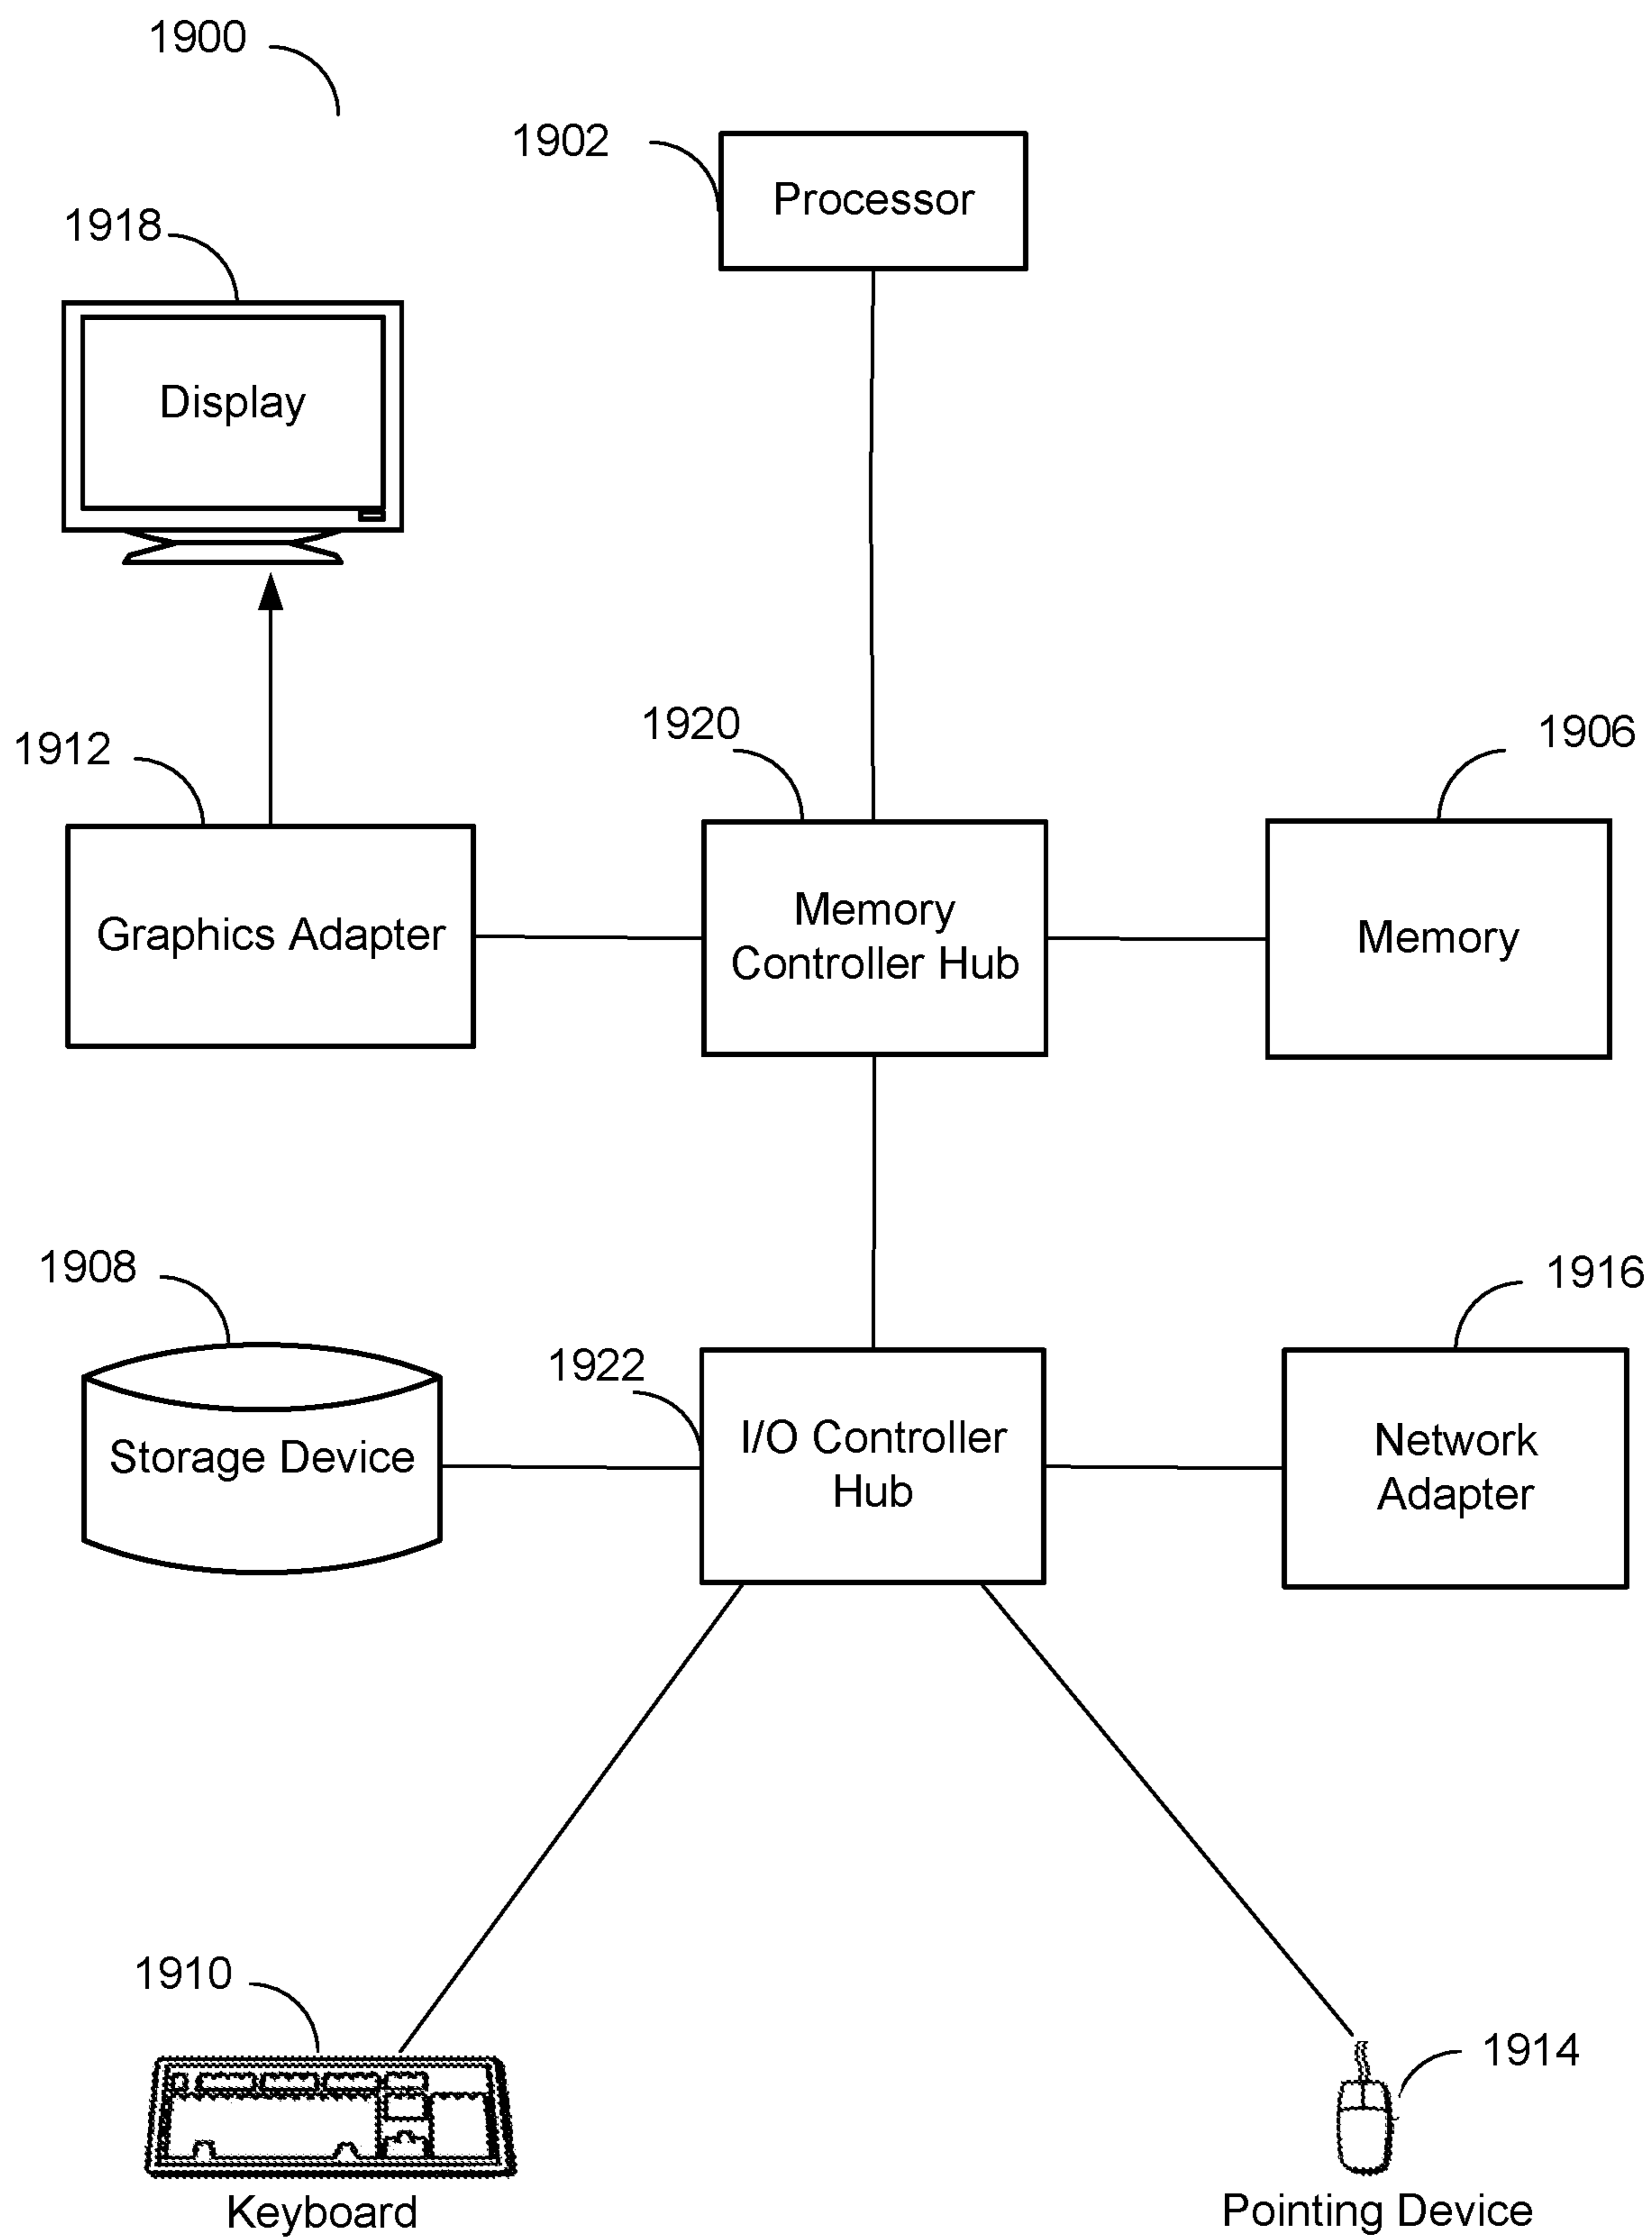 1900
1902
Processor
1918
Display
1912
1920
1906
Graphics Adapter
Memory
Controller Hub
Memory
1908
1922
1916
Storage Device
I/O Controller
Hub
Network
Adapter
1910
1914
Keyboard
Pointing Device